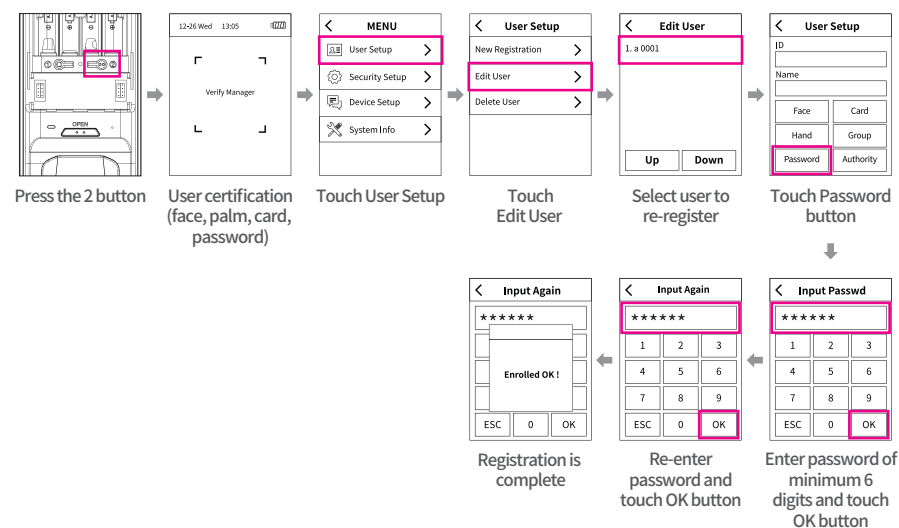 ① ②
OPEN
Press the 2 button
12-26 Wed 13:05
Verify Manager
User certification
(face, palm, card,
password)
MENU
User Setup
Security Setup
Device Setup
System Info
Touch User Setup
User Setup
New Registration
Edit User
Delete User
Touch
Edit User
Edit User
1. a 0001
Up Down
Select user to
re-register
User Setup
ID
Name
Face Card
Hand Group
Password Authority
Touch Password
button
Input Passwd
******
1 2 3
4 5 6
7 8 9
ESC 0 OK
Enter password of
minimum 6
digits and touch
OK button
Input Again
******
1 2 3
4 5 6
7 8 9
ESC 0 OK
Re-enter
password and
touch OK button
Input Again
******
Enrolled OK !
ESC 0 OK
Registration is
complete